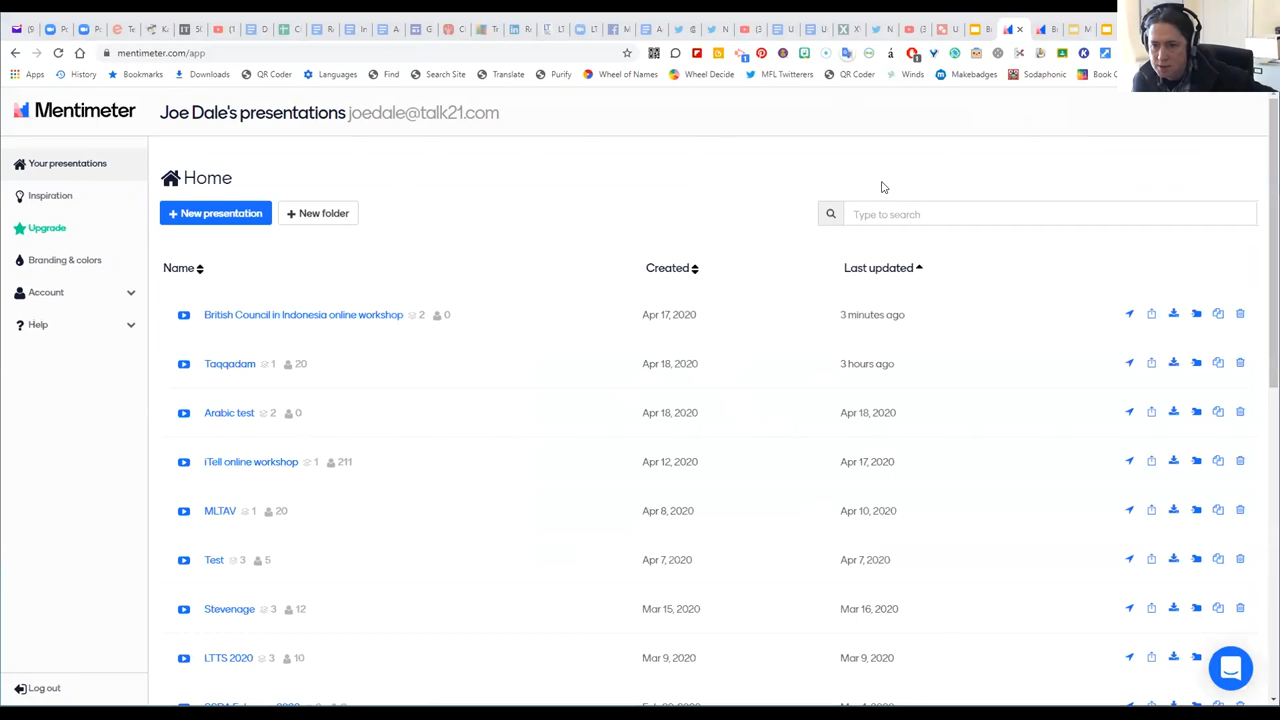 mentimeter.com/app
Apps
History
Bookmarks
Downloads
QR Coder
Languages
Find
Search Site
Translate
Purify
Wheel of Names
Wheel Decide
MFL Twitterers
QR Coder
Winds
Makebadges
Sodaphonic
Book
Mentimeter
Joe Dale's presentations joedale@talk21.com
Your presentations
Inspiration
Upgrade
Branding & colors
Account
Help
Log out
Home
+ New presentation
+ New folder
Type to search
Name Created Last updated
British Council in Indonesia online workshop 2 0 Apr 17, 2020 3 minutes ago
Taqqadam 1 20 Apr 18, 2020 3 hours ago
Arabic test 2 0 Apr 18, 2020 Apr 18, 2020
iTell online workshop 1 211 Apr 12, 2020 Apr 17, 2020
MLTAV 1 20 Apr 8, 2020 Apr 10, 2020
Test 3 5 Apr 7, 2020 Apr 7, 2020
Stevenage 3 12 Mar 15, 2020 Mar 16, 2020
LTTS 2020 3 10 Mar 9, 2020 Mar 9, 2020